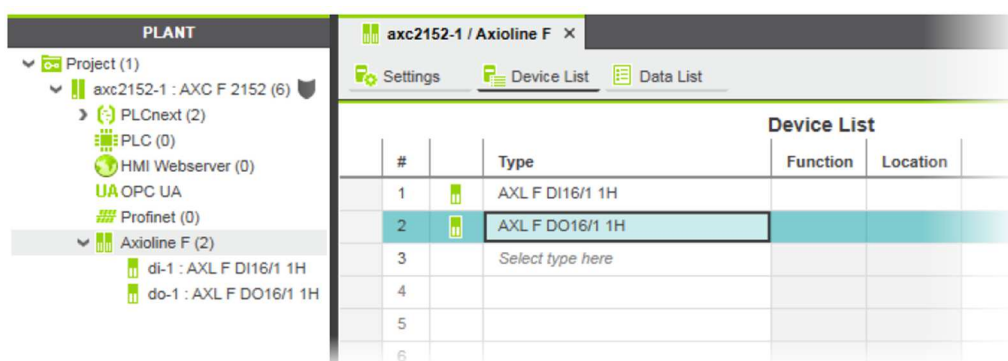 PLANT
Project (1)
axc2152-1 : AXC F 2152 (6)
PLCnext (2)
PLC (0)
HMI Webserver (0)
UA OPC UA
Profinet (0)
Axioline F (2)
di-1 : AXL F DI16/1 1H
do-1 : AXL F DO16/1 1H
axc2152-1 / Axioline F ×
Settings Device List Data List
Device List
# Type Function Location
1 AXL F DI16/1 1H
2 AXL F DO16/1 1H
3 Select type here
4
5
6